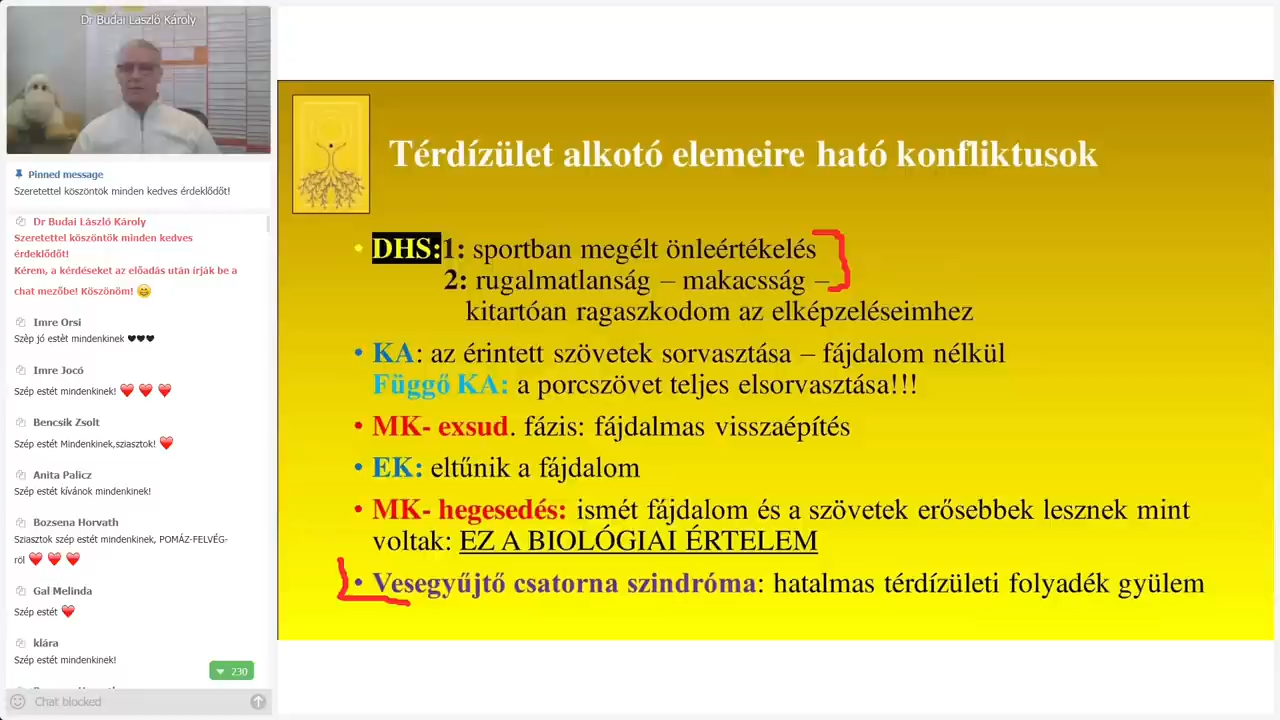 Dr Budai László Károly
Pinned message
Szeretettel köszöntök minden kedves érdeklődőt!
Dr Budai László Károly
Szeretettel köszöntök minden kedves
érdeklődőt!
Kérem, a kérdéseket az előadás után írják be a
chat mezőbe! Köszönöm! 😄
Imre Orsi
Szèp jó estèt mindenkinek ♥♥♥
Imre Jocó
Szép estét mindenkinek! ❤️ ❤️ ❤️
Bencsik Zsolt
Szép estét Mindenkinek,sziasztok! ❤️
Anita Palicz
Szép estét kívánok mindenkinek!
Bozsena Horvath
Sziasztok szép estét mindenkinek, POMÁZ-FELVÉG-
ről ❤️ ❤️ ❤️
Gal Melinda
Szép estét ❤️
klára
Szép estét mindenkinek!
230
Chat blocked
Térdízület alkotó elemeire ható konfliktusok
• DHS:1: sportban megélt önleértékelés
2: rugalmatlanság – makacsság –
kitartóan ragaszkodom az elképzeléseimhez
• KA: az érintett szövetek sorvasztása – fájdalom nélkül
Függő KA: a porcszövet teljes elsorvasztása!!!
• MK- exsud. fázis: fájdalmas visszaépítés
• EK: eltűnik a fájdalom
• MK- hegesedés: ismét fájdalom és a szövetek erősebbek lesznek mint
voltak: EZ A BIOLÓGIAI ÉRTELEM
• Vesegyűjtő csatorna szindróma: hatalmas térdízületi folyadék gyülem